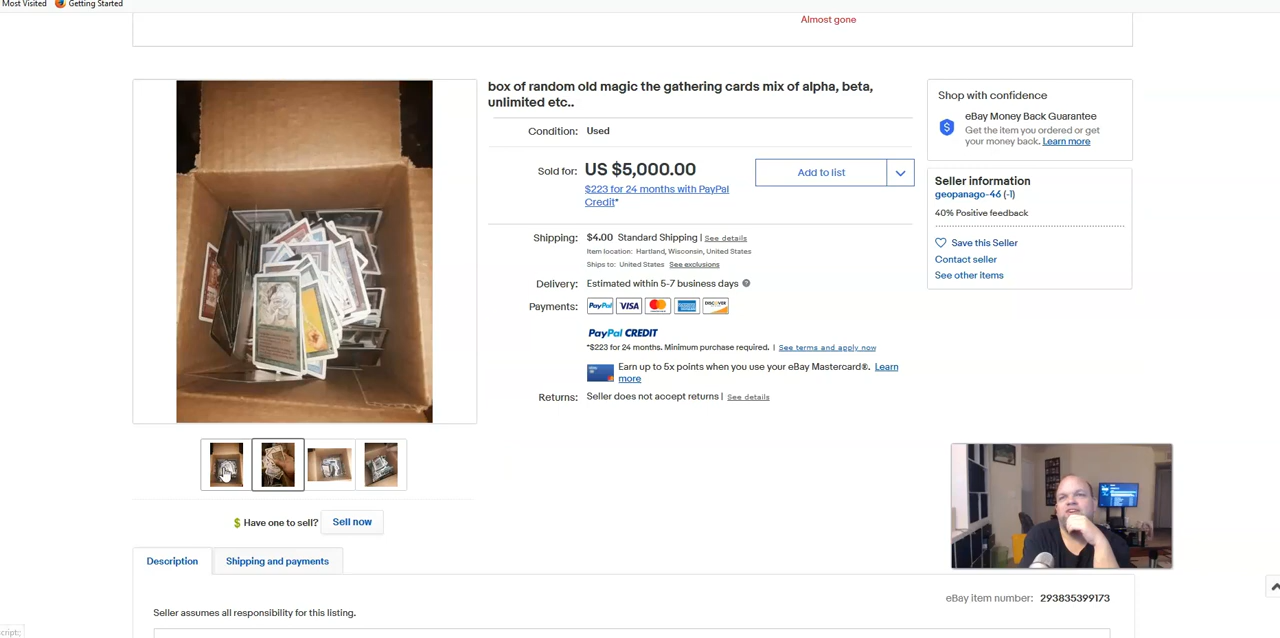 Most Visited Getting Started
Almost gone
box of random old magic the gathering cards mix of alpha, beta,
unlimited etc..
Condition: Used
Sold for: US $5,000.00
$223 for 24 months with PayPal
Credit*
Add to list
Shipping: $4.00 Standard Shipping | See details
Item location: Hartland, Wisconsin, United States
Ships to: United States See exclusions
Delivery: Estimated within 5-7 business days
Payments: PayPal VISA MasterCard AMERICAN EXPRESS DISCOVER
PayPal CREDIT
*$223 for 24 months. Minimum purchase required. | See terms and apply now
Earn up to 5x points when you use your eBay Mastercard®. Learn
more
Returns: Seller does not accept returns | See details
Shop with confidence
eBay Money Back Guarantee
Get the item you ordered or get
your money back. Learn more
Seller information
geopanago-46 (-1)
40% Positive feedback
Save this Seller
Contact seller
See other items
$ Have one to sell? Sell now
Description
Shipping and payments
eBay item number: 293835399173
Seller assumes all responsibility for this listing.
script:;